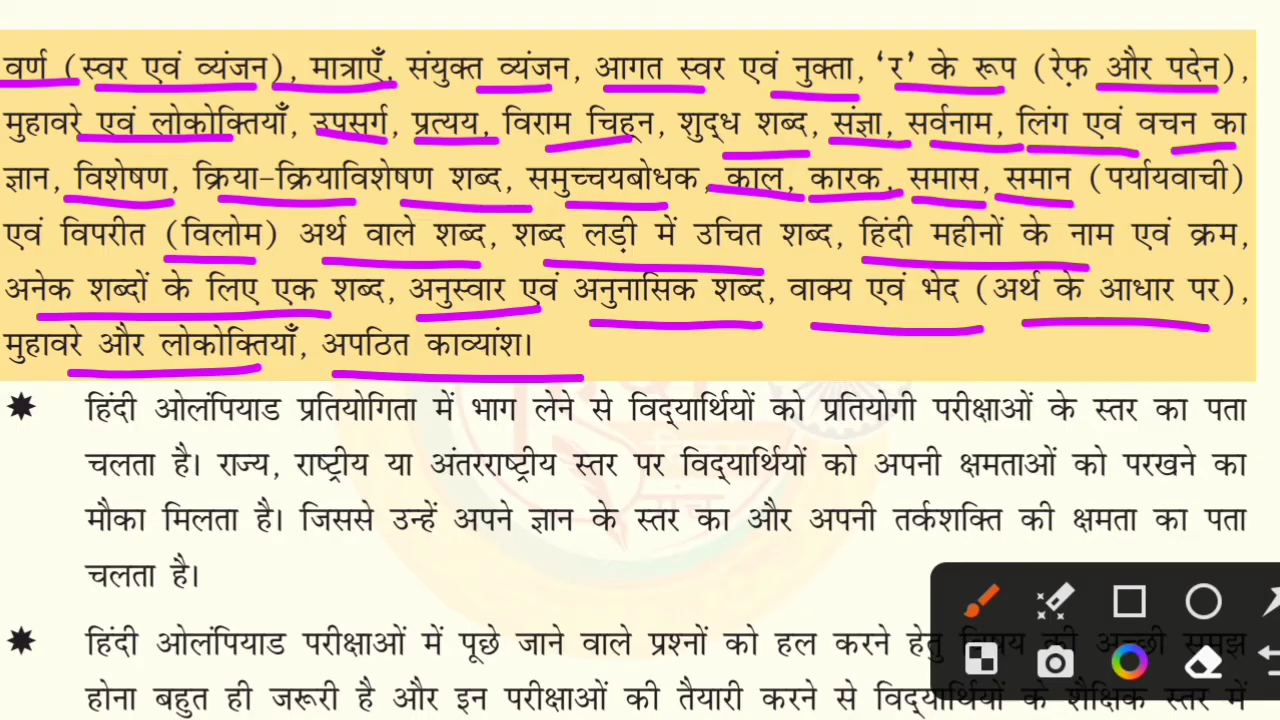 वर्ण (स्वर एवं व्यंजन), मात्राएँ, संयुक्त व्यंजन, आगत स्वर एवं नुक्ता, ‘र’ के रूप (रेफ़ और पदेन),
मुहावरे एवं लोकोक्तियाँ, उपसर्ग, प्रत्यय, विराम चिह्न, शुद्ध शब्द, संज्ञा, सर्वनाम, लिंग एवं वचन का
ज्ञान, विशेषण, क्रिया-क्रियाविशेषण शब्द, समुच्चयबोधक, काल, कारक, समास, समान (पर्यायवाची)
एवं विपरीत (विलोम) अर्थ वाले शब्द, शब्द लड़ी में उचित शब्द, हिंदी महीनों के नाम एवं क्रम,
अनेक शब्दों के लिए एक शब्द, अनुस्वार एवं अनुनासिक शब्द, वाक्य एवं भेद (अर्थ के आधार पर),
मुहावरे और लोकोक्तियाँ, अपठित काव्यांश।
हिंदी ओलंपियाड प्रतियोगिता में भाग लेने से विद्यार्थियों को प्रतियोगी परीक्षाओं के स्तर का पता
चलता है। राज्य, राष्ट्रीय या अंतरराष्ट्रीय स्तर पर विद्यार्थियों को अपनी क्षमताओं को परखने का
मौका मिलता है। जिससे उन्हें अपने ज्ञान के स्तर का और अपनी तर्कशक्ति की क्षमता का पता
चलता है।
हिंदी ओलंपियाड परीक्षाओं में पूछे जाने वाले प्रश्नों को हल करने हेतु विषय की अच्छी समझ
होना बहुत ही जरूरी है और इन परीक्षाओं की तैयारी करने से विद्यार्थियों के शैक्षिक स्तर में